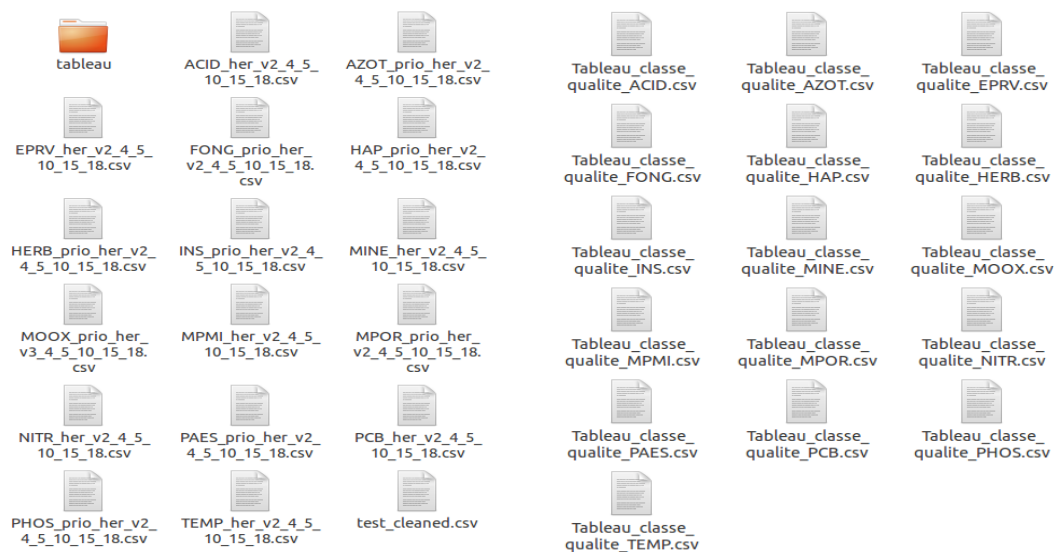 tableau
ACID_her_v2_4_5_
10_15_18.csv
AZOT_prio_her_v2_
4_5_10_15_18.csv
EPRV_her_v2_4_5_
10_15_18.csv
FONG_prio_her_
v2_4_5_10_15_18.
csv
HAP_prio_her_v2_
4_5_10_15_18.csv
HERB_prio_her_v2_
4_5_10_15_18.csv
INS_prio_her_v2_4_
5_10_15_18.csv
MINE_her_v2_4_5_
10_15_18.csv
MOOX_prio_her_
v3_4_5_10_15_18.
csv
MPMI_her_v2_4_5_
10_15_18.csv
MPOR_prio_her_
v2_4_5_10_15_18.
csv
NITR_her_v2_4_5_
10_15_18.csv
PAES_prio_her_v2_
4_5_10_15_18.csv
PCB_her_v2_4_5_
10_15_18.csv
PHOS_prio_her_v2_
4_5_10_15_18.csv
TEMP_her_v2_4_5_
10_15_18.csv
test_cleaned.csv
Tableau_classe_
qualite_ACID.csv
Tableau_classe_
qualite_AZOT.csv
Tableau_classe_
qualite_EPRV.csv
Tableau_classe_
qualite_FONG.csv
Tableau_classe_
qualite_HAP.csv
Tableau_classe_
qualite_HERB.csv
Tableau_classe_
qualite_INS.csv
Tableau_classe_
qualite_MINE.csv
Tableau_classe_
qualite_MOOX.csv
Tableau_classe_
qualite_MPMI.csv
Tableau_classe_
qualite_MPOR.csv
Tableau_classe_
qualite_NITR.csv
Tableau_classe_
qualite_PAES.csv
Tableau_classe_
qualite_PCB.csv
Tableau_classe_
qualite_PHOS.csv
Tableau_classe_
qualite_TEMP.csv